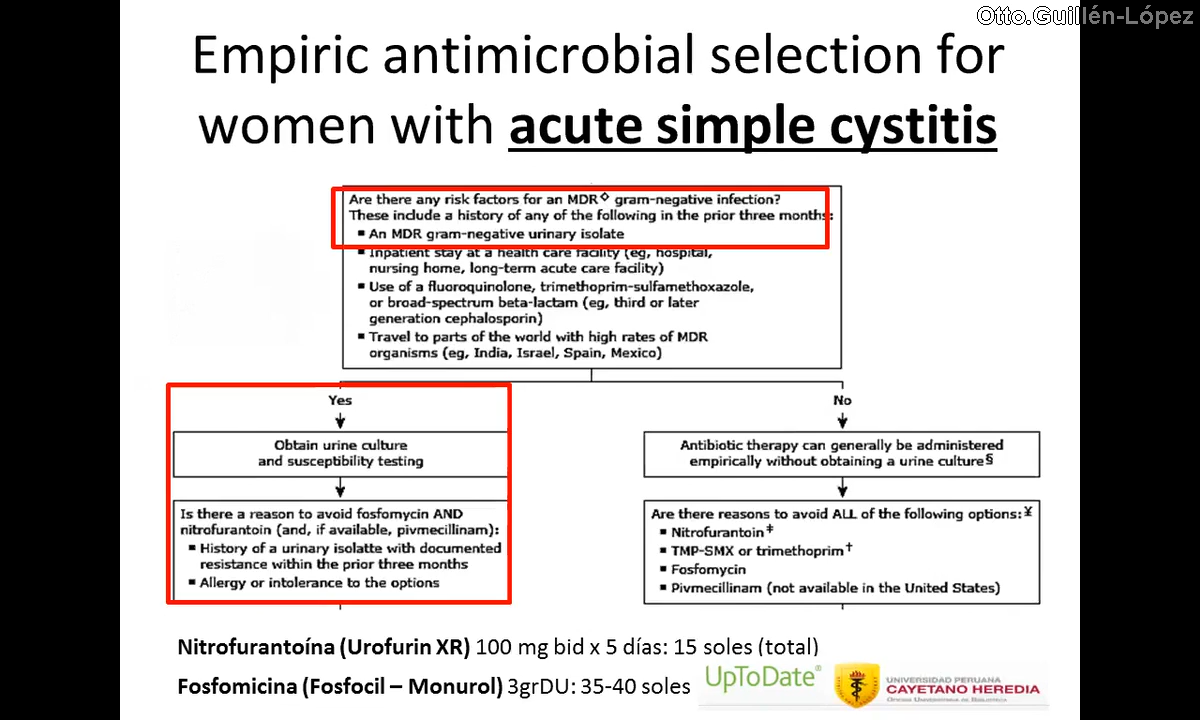 Otto.Guillén-López
Empiric antimicrobial selection for
women with acute simple cystitis
Are there any risk factors for an MDR◇ gram-negative infection?
These include a history of any of the following in the prior three months:
▪ An MDR gram-negative urinary isolate
▪ Inpatient stay at a health care facility (eg, hospital,
nursing home, long-term acute care facility)
▪ Use of a fluoroquinolone, trimethoprim-sulfamethoxazole,
or broad-spectrum beta-lactam (eg, third or later
generation cephalosporin)
▪ Travel to parts of the world with high rates of MDR
organisms (eg, India, Israel, Spain, Mexico)
Yes
Obtain urine culture
and susceptibility testing
Is there a reason to avoid fosfomycin AND
nitrofurantoin (and, if available, pivmecillinam):
▪ History of a urinary isolatte with documented
resistance within the prior three months
▪ Allergy or intolerance to the options
No
Antibiotic therapy can generally be administered
empirically without obtaining a urine culture§
Are there reasons to avoid ALL of the following options:¥
▪ Nitrofurantoin‡
▪ TMP-SMX or trimethoprim†
▪ Fosfomycin
▪ Pivmecillinam (not available in the United States)
Nitrofurantoína (Urofurin XR) 100 mg bid x 5 días: 15 soles (total)
Fosfomicina (Fosfocil – Monurol) 3grDU: 35-40 soles
UpToDate®
UNIVERSIDAD PERUANA
CAYETANO HEREDIA